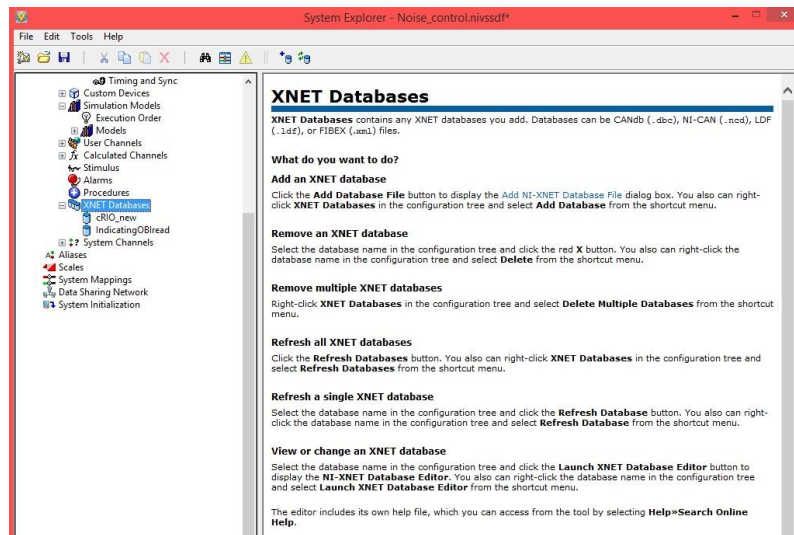 System Explorer - Noise_control.nivssdf*
File Edit Tools Help
Timing and Sync
Custom Devices
Simulation Models
Execution Order
Models
User Channels
fx Calculated Channels
Stimulus
Alarms
Procedures
XNET Databases
cRIO_new
IndicatingOBIread
System Channels
Aliases
Scales
System Mappings
Data Sharing Network
System Initialization
XNET Databases
XNET Databases contains any XNET databases you add. Databases can be CANdb (.dbc), NI-CAN (.ncd), LDF
(.ldf), or FIBEX (.xml) files.
What do you want to do?
Add an XNET database
Click the Add Database File button to display the Add NI-XNET Database File dialog box. You also can right-
click XNET Databases in the configuration tree and select Add Database from the shortcut menu.
Remove an XNET database
Select the database name in the configuration tree and click the red X button. You also can right-click the
database name in the configuration tree and select Delete from the shortcut menu.
Remove multiple XNET databases
Right-click XNET Databases in the configuration tree and select Delete Multiple Databases from the shortcut
menu.
Refresh all XNET databases
Click the Refresh Databases button. You also can right-click XNET Databases in the configuration tree and
select Refresh Databases from the shortcut menu.
Refresh a single XNET database
Select the database name in the configuration tree and click the Refresh Database button. You also can right-
click the database name in the configuration tree and select Refresh Database from the shortcut menu.
View or change an XNET database
Select the database name in the configuration tree and click the Launch XNET Database Editor button to
display the NI-XNET Database Editor. You also can right-click the database name in the configuration tree
and select Launch XNET Database Editor from the shortcut menu.
The editor includes its own help file, which you can access from the tool by selecting Help»Search Online
Help.